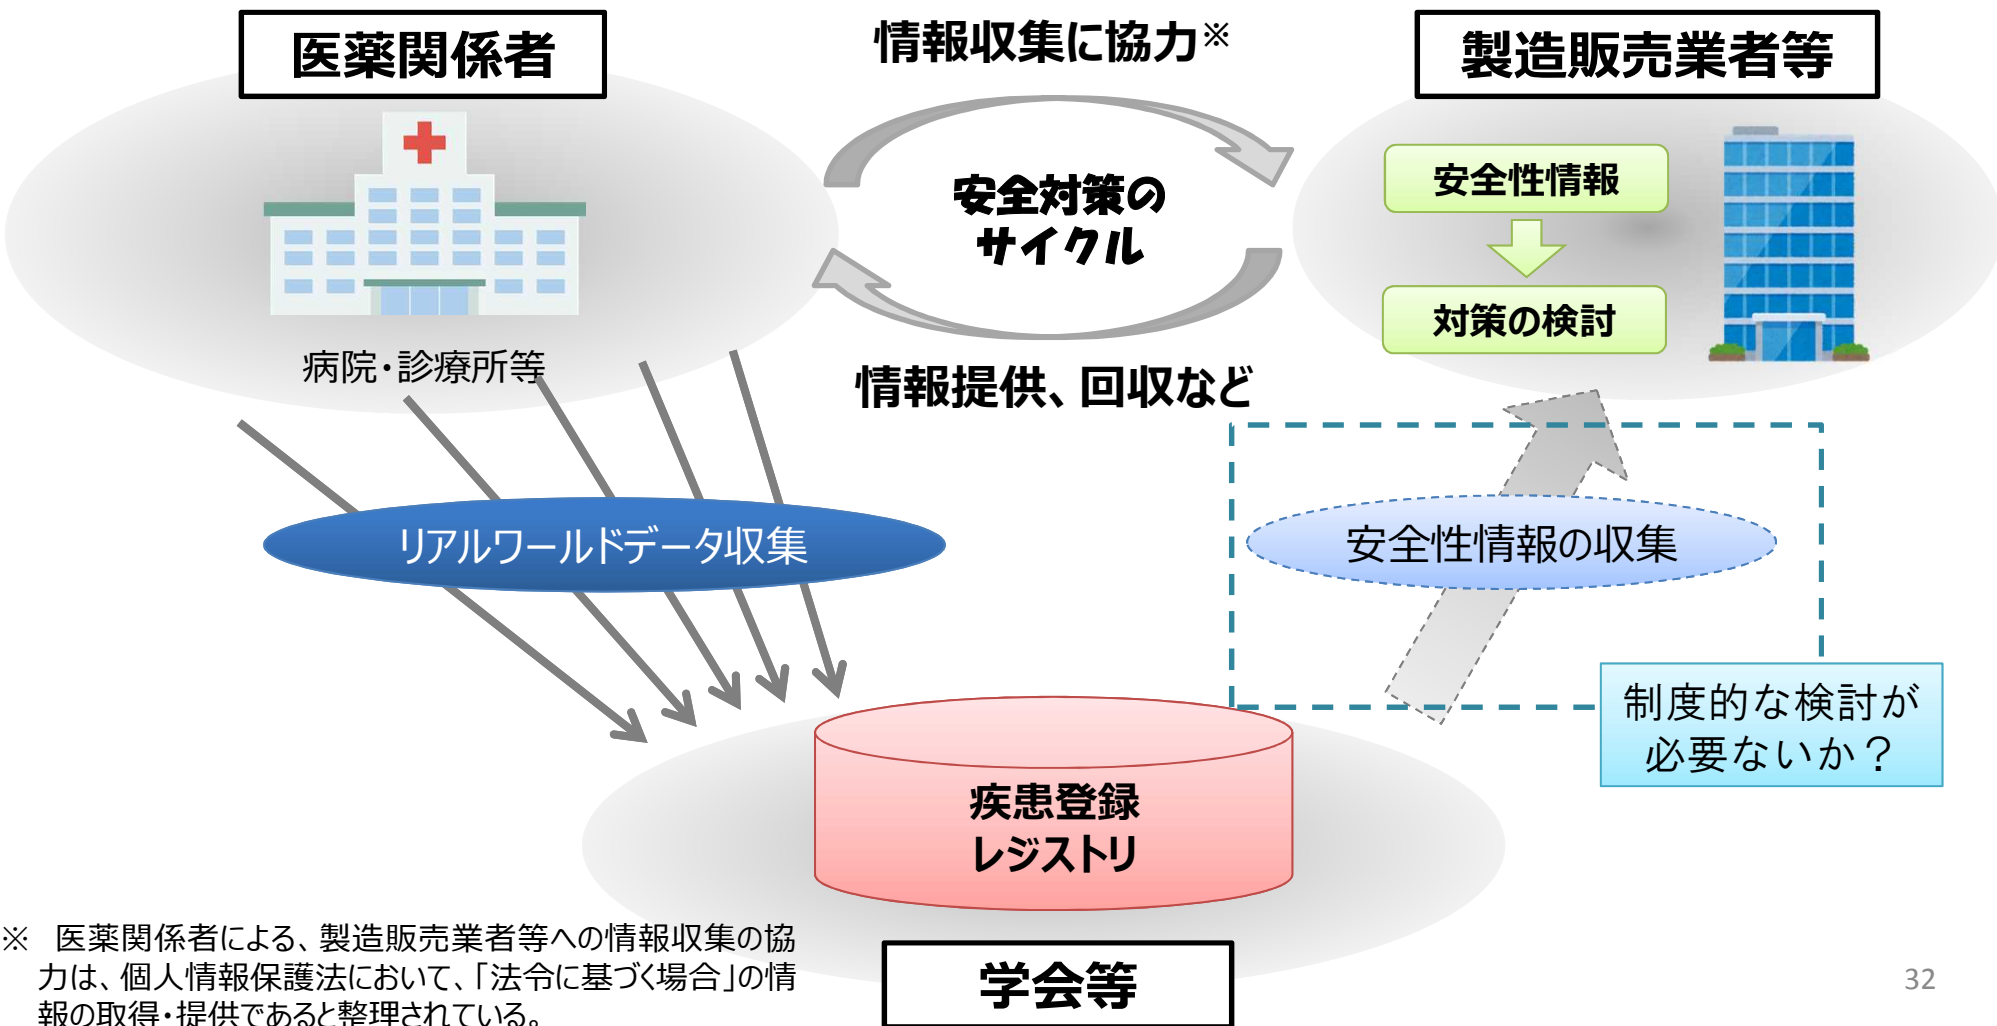 医薬関係者
情報収集に協力※
製造販売業者等
安全対策の
サイクル
安全性情報
対策の検討
病院・診療所等
情報提供、回収など
リアルワールドデータ収集
安全性情報の収集
制度的な検討が
必要ないか？
疾患登録
レジストリ
学会等
※　医薬関係者による、製造販売業者等への情報収集の協
力は、個人情報保護法において、「法令に基づく場合」の情
報の取得・提供であると整理されている。
32